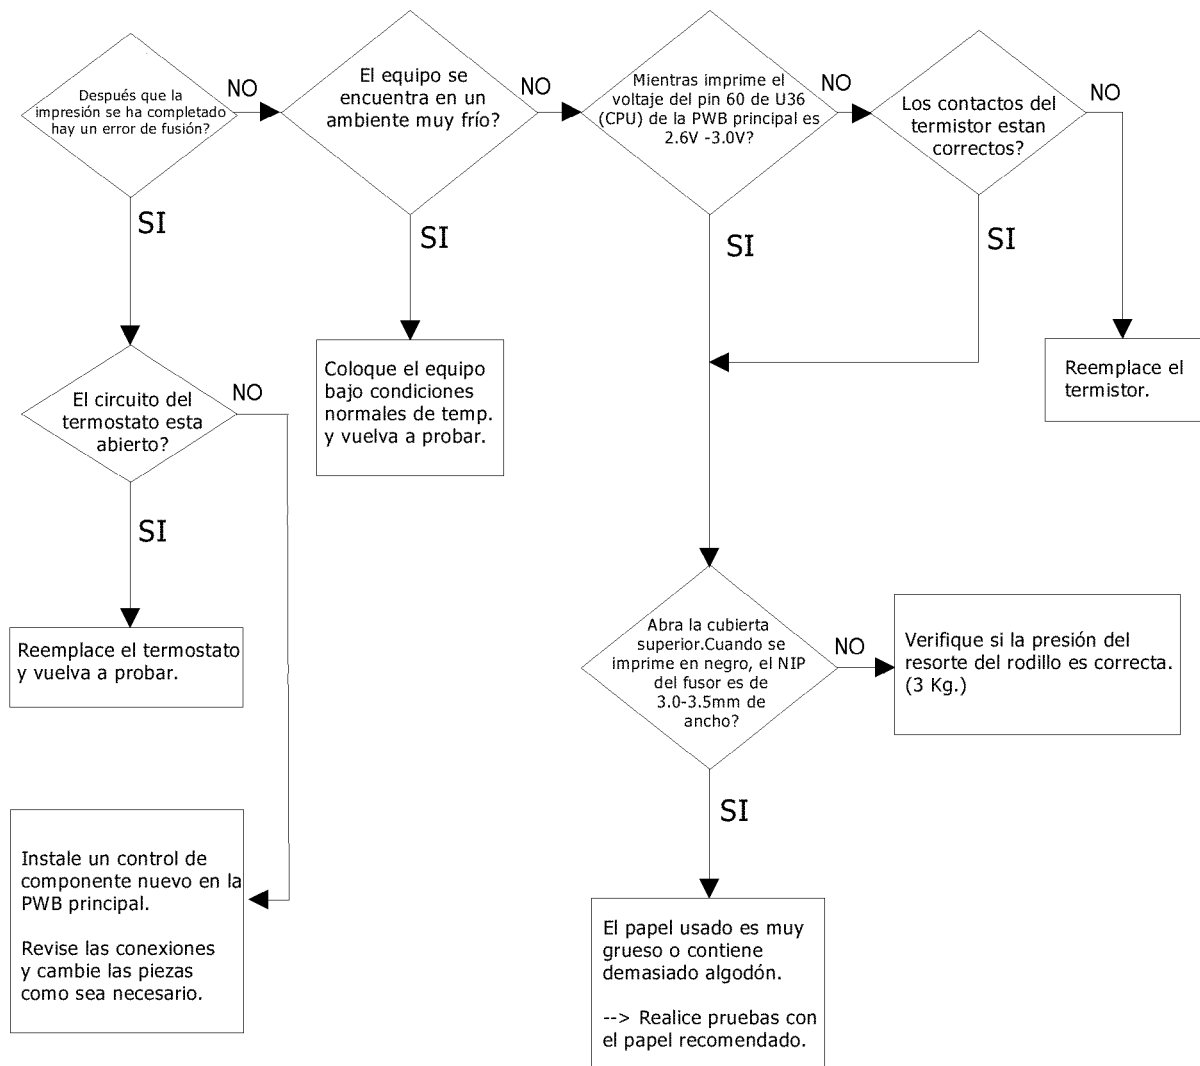 Después que la
impresión se ha completado
hay un error de fusión?
NO
El equipo se
encuentra en un
ambiente muy frío?
NO
Mientras imprime el
voltaje del pin 60 de U36
(CPU) de la PWB principal es
2.6V -3.0V?
NO
Los contactos del
termistor estan
correctos?
NO
SI
SI
SI
SI
El circuito del
termostato esta
abierto?
NO
Coloque el equipo
bajo condiciones
normales de temp.
y vuelva a probar.
Reemplace el
termistor.
SI
Reemplace el termostato
y vuelva a probar.
Abra la cubierta
superior.Cuando se
imprime en negro, el NIP
del fusor es de
3.0-3.5mm de
ancho?
NO
Verifique si la presión del
resorte del rodillo es correcta.
(3 Kg.)
SI
Instale un control de
componente nuevo en la
PWB principal.
Revise las conexiones
y cambie las piezas
como sea necesario.
El papel usado es muy
grueso o contiene
demasiado algodón.
--> Realice pruebas con
el papel recomendado.